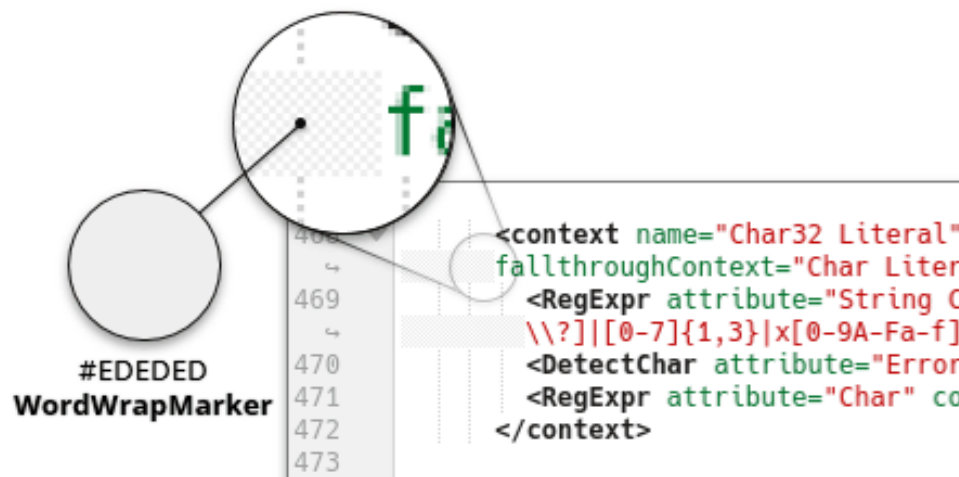 fa
468 <context name="Char32 Literal"
↪ fallthroughContext="Char Liter
469 <RegExpr attribute="String C
↪ \\?]|[0-7]{1,3}|x[0-9A-Fa-f]
470 <DetectChar attribute="Error
471 <RegExpr attribute="Char" co
472 </context>
473
#EDEDED
WordWrapMarker